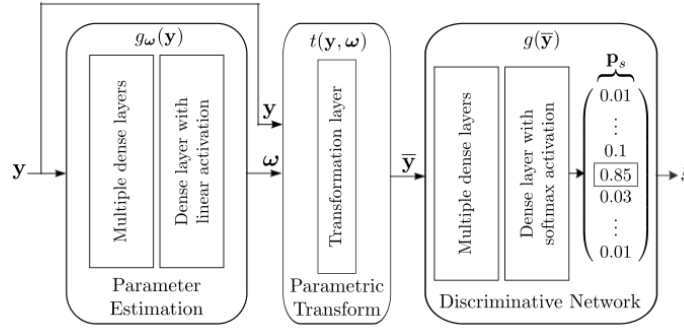 g_ω(y)
t(y, ω)
g(ȳ)
p_s
Multiple dense layers
Dense layer with
linear activation
y
y
ω
Transformation layer
ȳ
Multiple dense layers
Dense layer with
softmax activation
0.01
⋮
0.1
0.85
0.03
⋮
0.01
Parameter
Estimation
Parametric
Transform
Discriminative Network